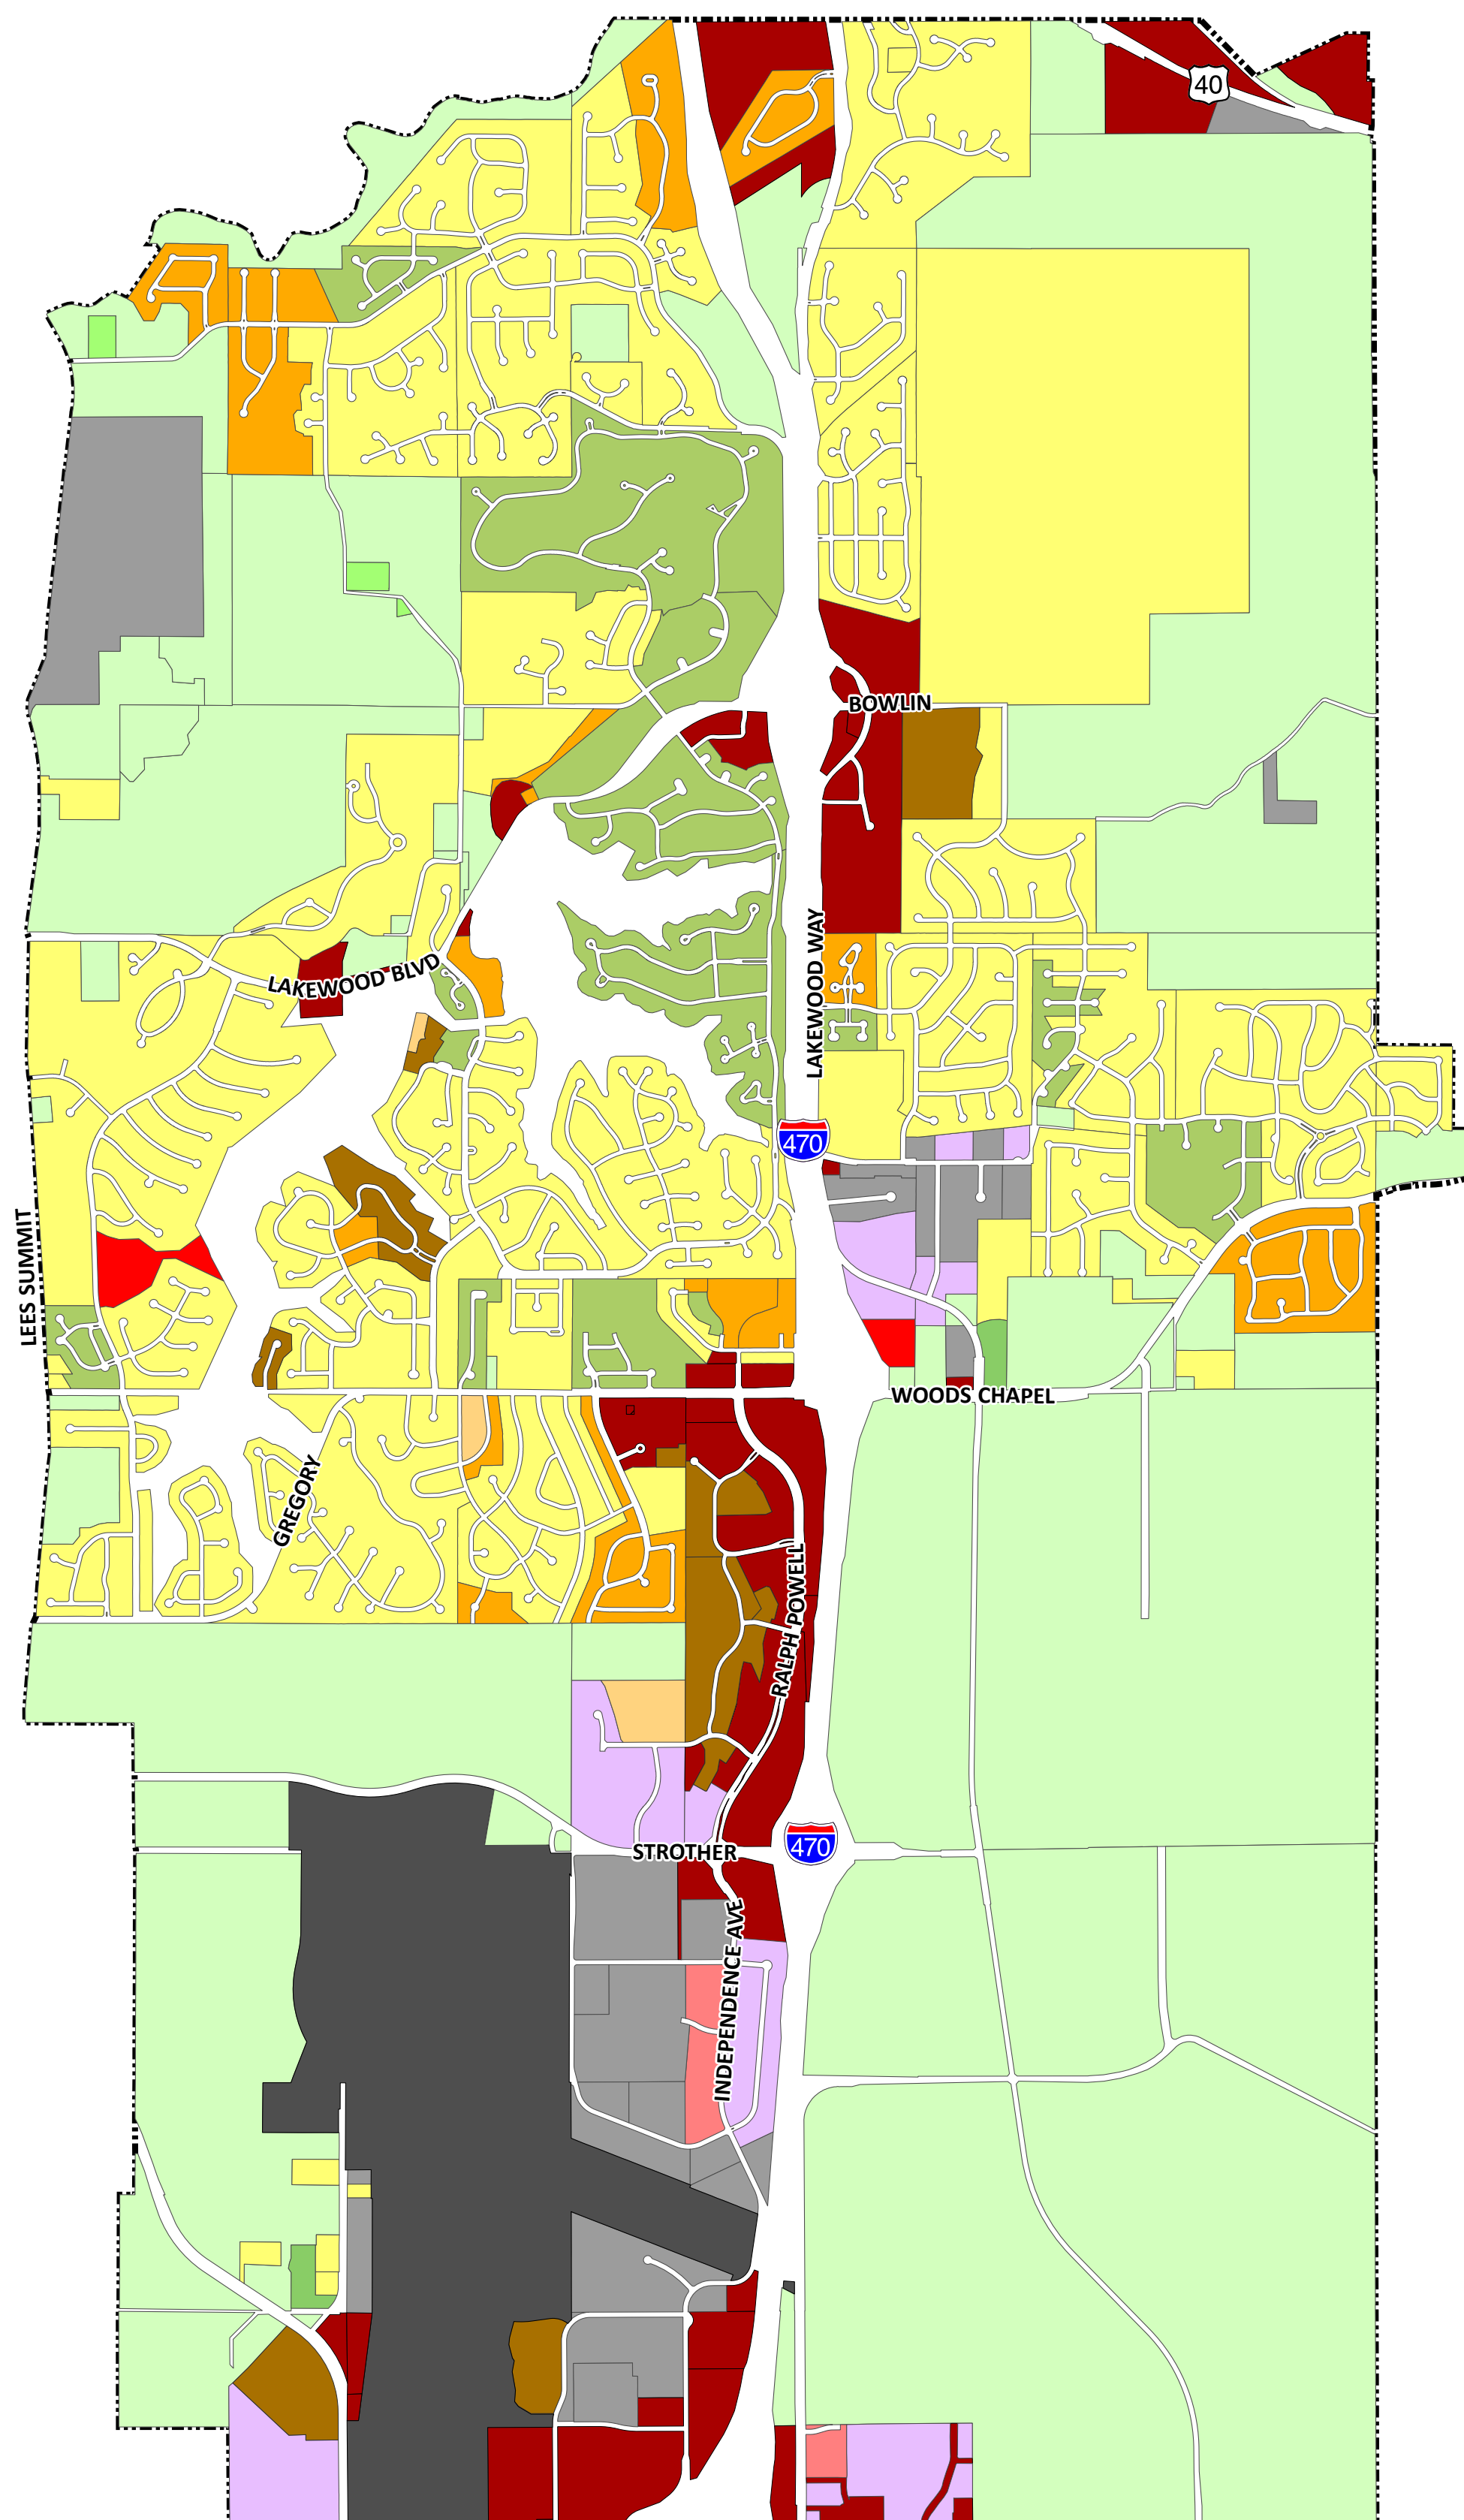 40
BOWLIN
LAKEWOOD WAY
LAKEWOOD BLVD
470
LEES SUMMIT
WOODS CHAPEL
GREGORY
RALPH POWELL
470
STROTHER
INDEPENDENCE AVE